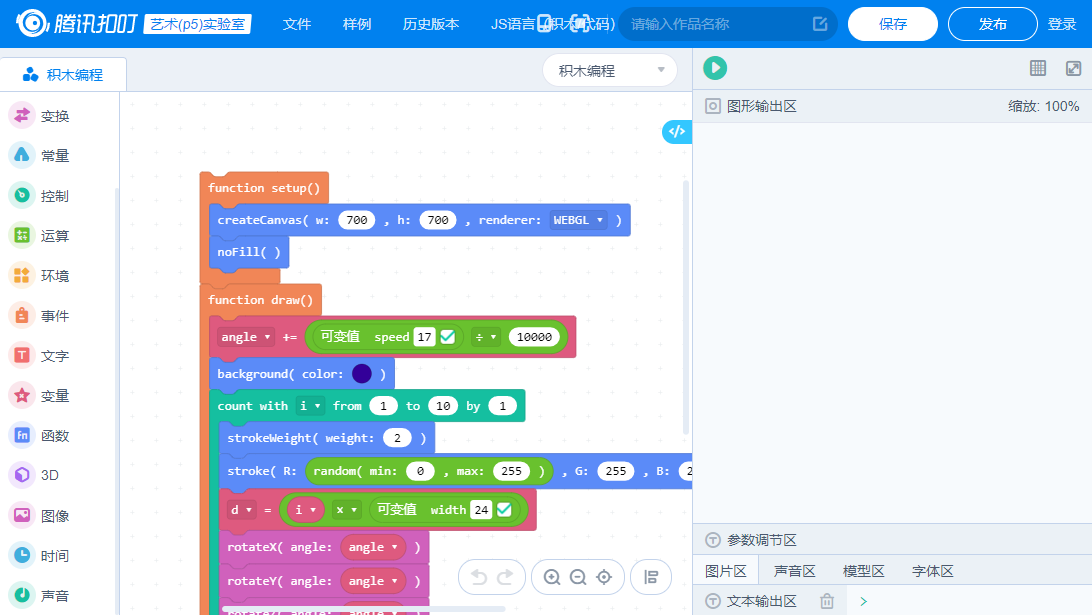 腾讯扣叮 艺术(p5)实验室 文件 样例 历史版本 JS语言(积木代码) 请输入作品名称 保存 发布 登录
积木编程 积木编程
图形输出区 缩放: 100%
变换
常量
控制
运算
环境
事件
文字
变量
函数
3D
图像
时间
声音
function setup()
createCanvas( w: 700 , h: 700 , renderer: WEBGL )
noFill( )
function draw()
angle += 可变值 speed 17 ÷ 10000
background( color: )
count with i from 1 to 10 by 1
strokeWeight( weight: 2 )
stroke( R: random( min: 0 , max: 255 ) , G: 255 , B: 2
d = i x 可变值 width 24
rotateX( angle: angle )
rotateY( angle: angle )
rotateZ( angle: angle )
参数调节区
图片区 声音区 模型区 字体区
文本输出区 >